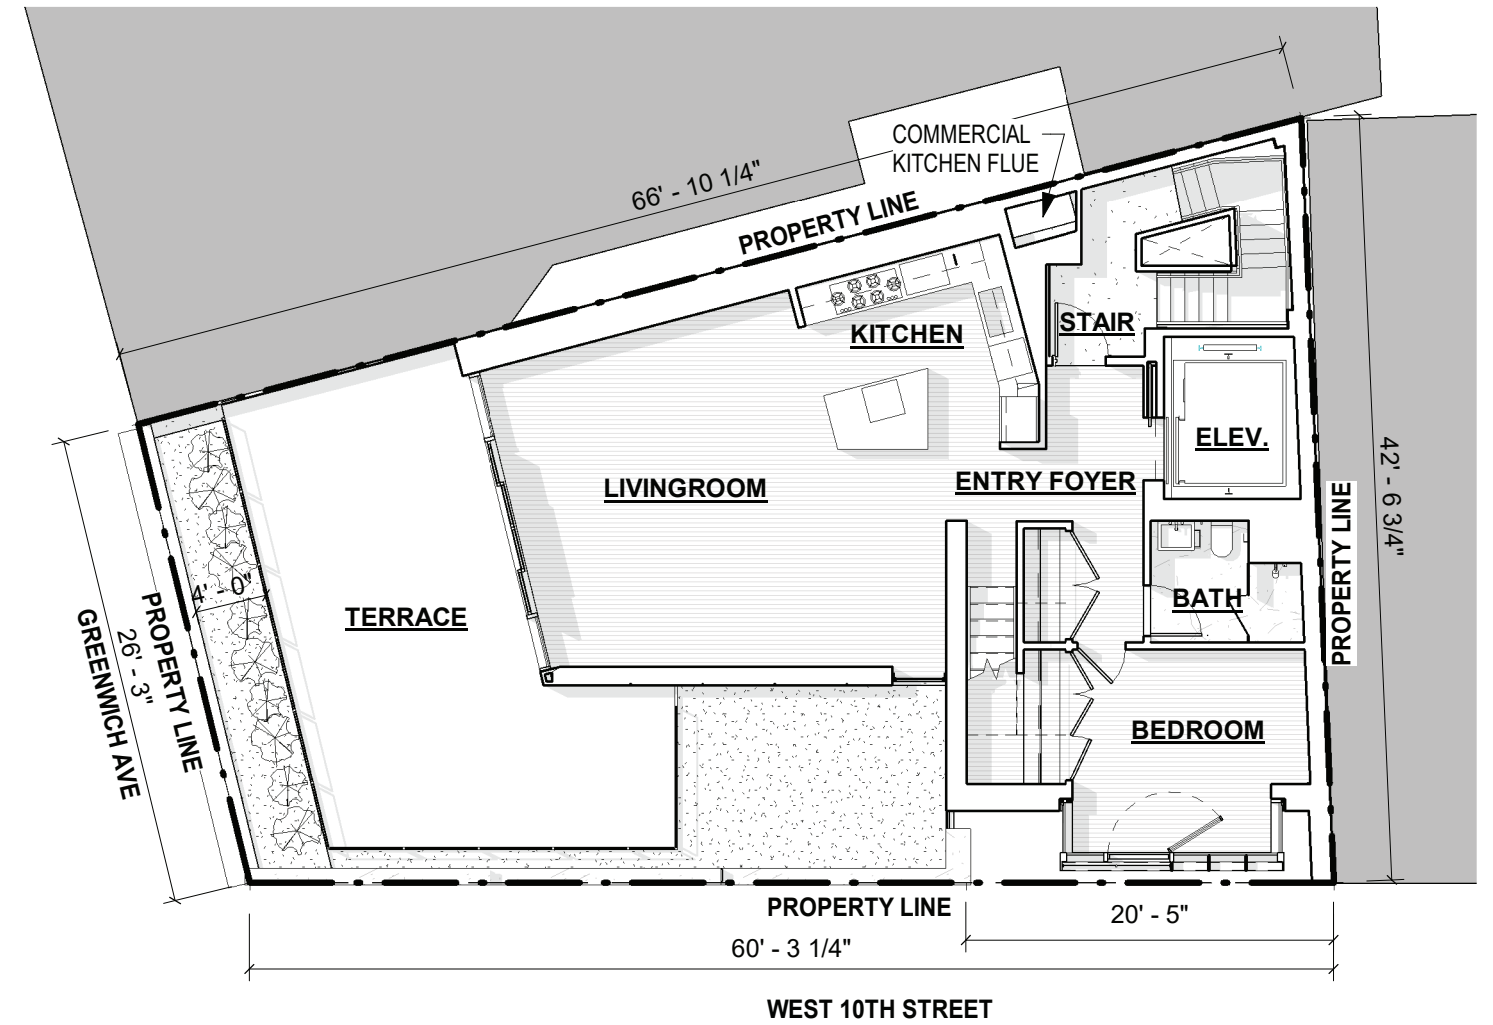 COMMERCIAL
KITCHEN FLUE
66' - 10 1/4"
PROPERTY LINE
KITCHEN
STAIR
ELEV.
42' - 6 3/4"
PROPERTY LINE
LIVINGROOM
ENTRY FOYER
4' - 0"
BATH
TERRACE
PROPERTY LINE
26' - 3"
GREENWICH AVE
BEDROOM
PROPERTY LINE
20' - 5"
60' - 3 1/4"
WEST 10TH STREET